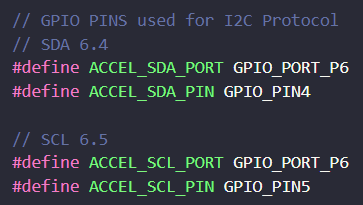 // GPIO PINS used for I2C Protocol
// SDA 6.4
#define ACCEL_SDA_PORT GPIO_PORT_P6
#define ACCEL_SDA_PIN GPIO_PIN4
// SCL 6.5
#define ACCEL_SCL_PORT GPIO_PORT_P6
#define ACCEL_SCL_PIN GPIO_PIN5